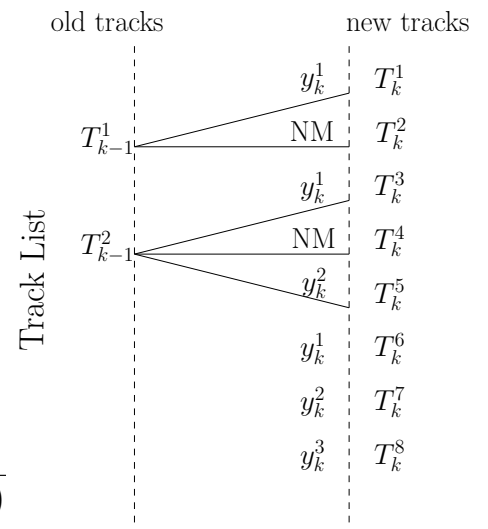 old tracks new tracks
y_k^1 T_k^1
T_{k-1}^1 NM T_k^2
y_k^1 T_k^3
T_{k-1}^2 NM T_k^4
y_k^2 T_k^5
y_k^1 T_k^6
y_k^2 T_k^7
y_k^3 T_k^8
Track List
)